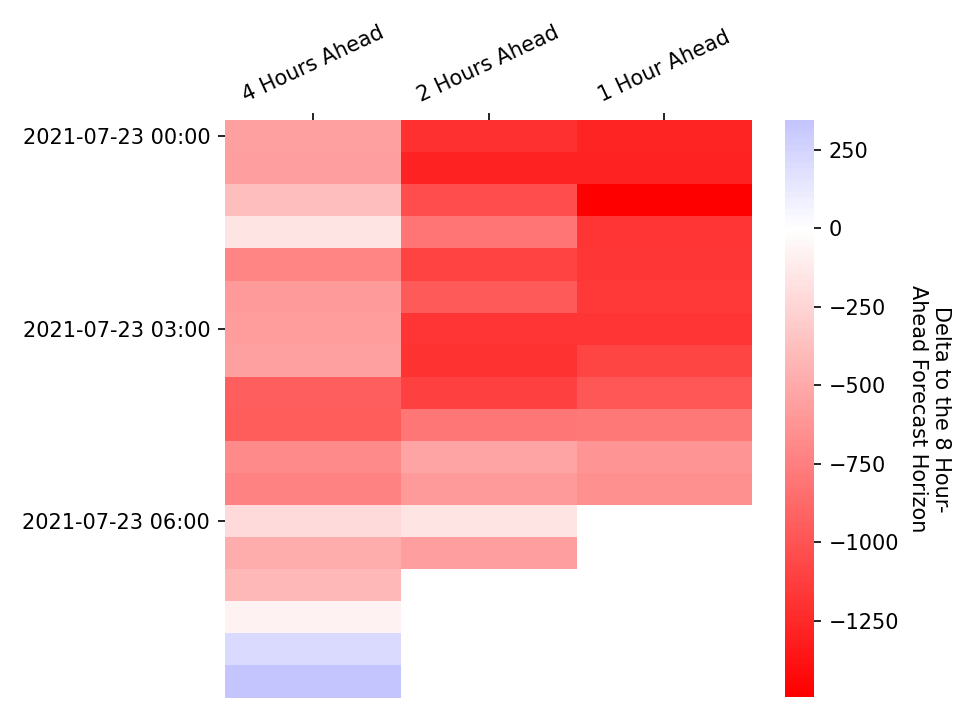 4 Hours Ahead
2 Hours Ahead
1 Hour Ahead
2021-07-23 00:00
2021-07-23 03:00
2021-07-23 06:00
250
0
−250
−500
−750
−1000
−1250
Delta to the 8 Hour-
Ahead Forecast Horizon